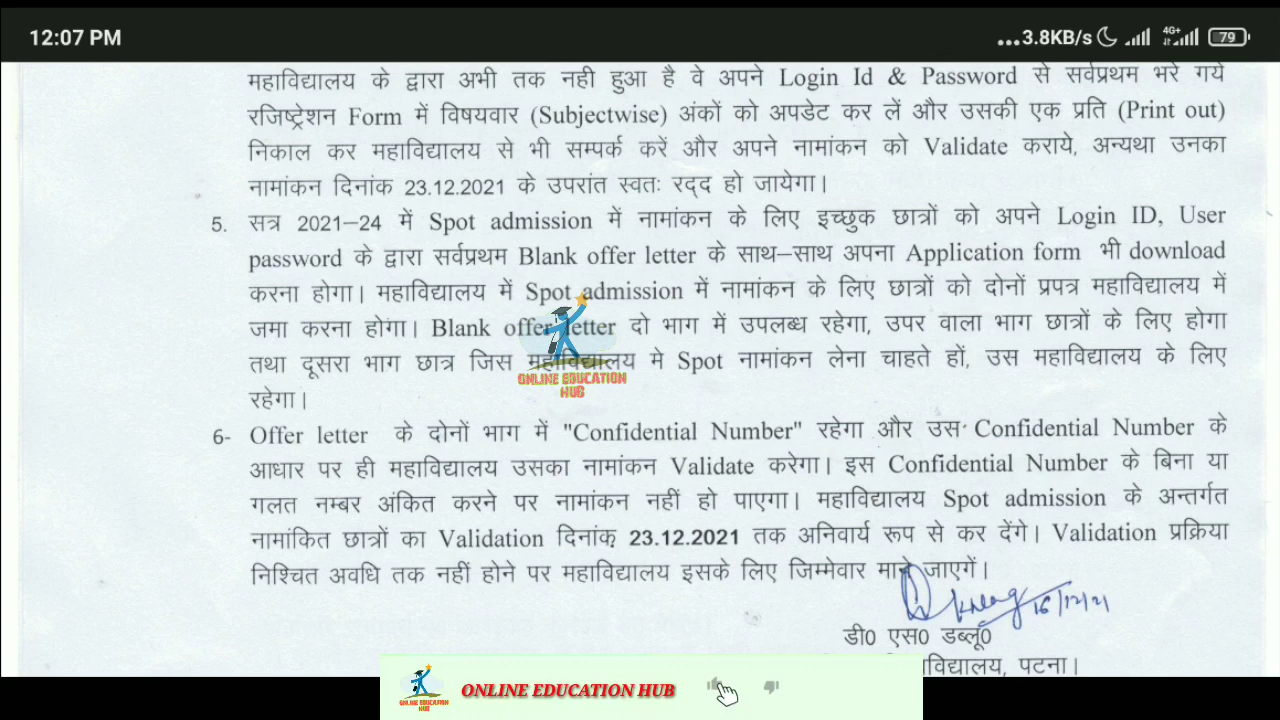 12:07 PM
...3.8KB/s 4G+ 79
महाविद्यालय के द्वारा अभी तक नही हुआ है वे अपने Login Id & Password से सर्वप्रथम भरे गये
रजिष्ट्रेशन Form में विषयवार (Subjectwise) अंकों को अपडेट कर लें और उसकी एक प्रति (Print out)
निकाल कर महाविद्यालय से भी सम्पर्क करें और अपने नामांकन को Validate कराये, अन्यथा उनका
नामांकन दिनांक 23.12.2021 के उपरांत स्वतः रद्द हो जायेगा।
5. सत्र 2021–24 में Spot admission में नामांकन के लिए इच्छुक छात्रों को अपने Login ID, User
password के द्वारा सर्वप्रथम Blank offer letter के साथ–साथ अपना Application form भी download
करना होगा। महाविद्यालय में Spot admission में नामांकन के लिए छात्रों को दोनों प्रपत्र महाविद्यालय में
जमा करना होगा। Blank offer letter दो भाग में उपलब्ध रहेगा, उपर वाला भाग छात्रों के लिए होगा
तथा दूसरा भाग छात्र जिस महाविद्यालय मे Spot नामांकन लेना चाहते हों, उस महाविद्यालय के लिए
ONLINE EDUCATION
HUB
रहेगा।
6- Offer letter के दोनों भाग में "Confidential Number" रहेगा और उस Confidential Number के
आधार पर ही महाविद्यालय उसका नामांकन Validate करेगा। इस Confidential Number के बिना या
गलत नम्बर अंकित करने पर नामांकन नहीं हो पाएगा। महाविद्यालय Spot admission के अन्तर्गत
नामांकित छात्रों का Validation दिनांक 23.12.2021 तक अनिवार्य रूप से कर देंगे। Validation प्रक्रिया
निश्चित अवधि तक नहीं होने पर महाविद्यालय इसके लिए जिम्मेवार माने जाएगें।
16/12/21
डी0 एस0 डब्लू0
विद्यालय, पटना।
ONLINE EDUCATION HUB
ONLINE EDUCATION
HUB